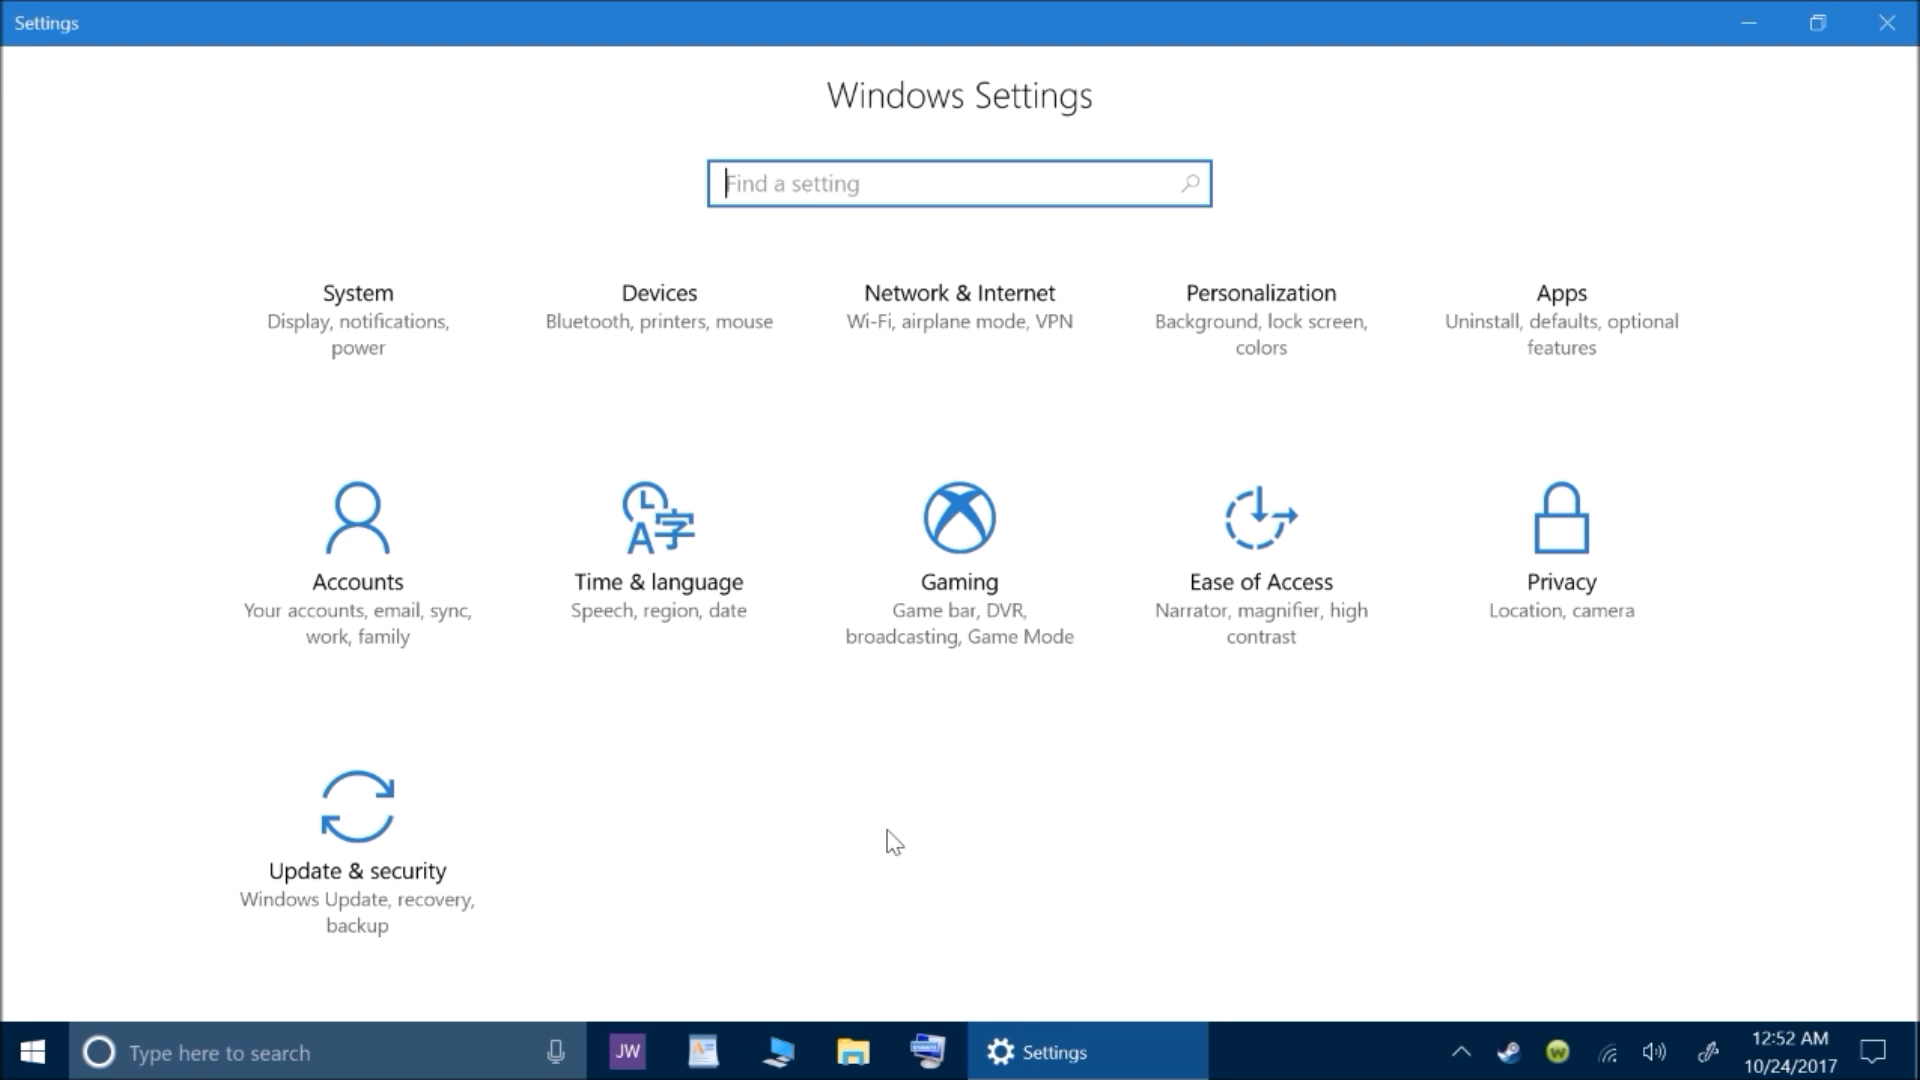 Settings
Windows Settings
Find a setting
System
Display, notifications,
power
Devices
Bluetooth, printers, mouse
Network & Internet
Wi-Fi, airplane mode, VPN
Personalization
Background, lock screen,
colors
Apps
Uninstall, defaults, optional
features
Accounts
Your accounts, email, sync,
work, family
Time & language
Speech, region, date
Gaming
Game bar, DVR,
broadcasting, Game Mode
Ease of Access
Narrator, magnifier, high
contrast
Privacy
Location, camera
Update & security
Windows Update, recovery,
backup
Type here to search
JW
Settings
12:52 AM
10/24/2017